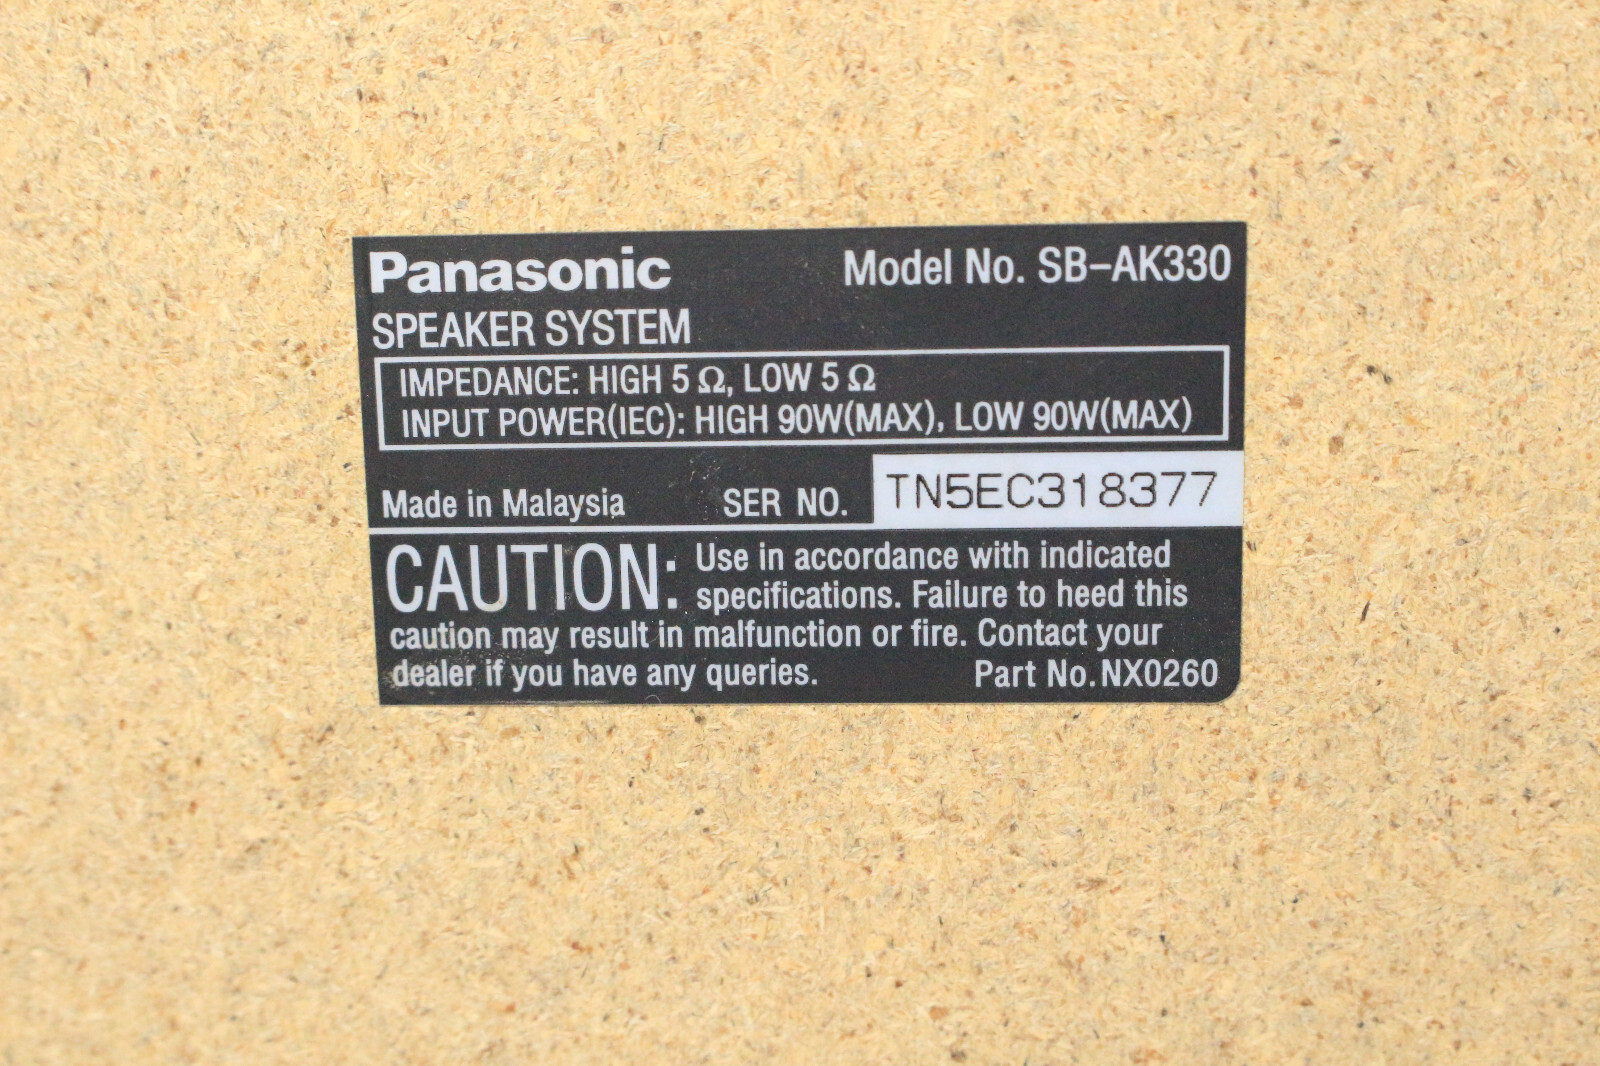 Panasonic Model No. SB-AK330
SPEAKER SYSTEM
IMPEDANCE: HIGH 5 Ω, LOW 5 Ω
INPUT POWER(IEC): HIGH 90W(MAX), LOW 90W(MAX)
Made in Malaysia SER NO. TN5EC318377
CAUTION: Use in accordance with indicated
specifications. Failure to heed this
caution may result in malfunction or fire. Contact your
dealer if you have any queries. Part No. NX0260